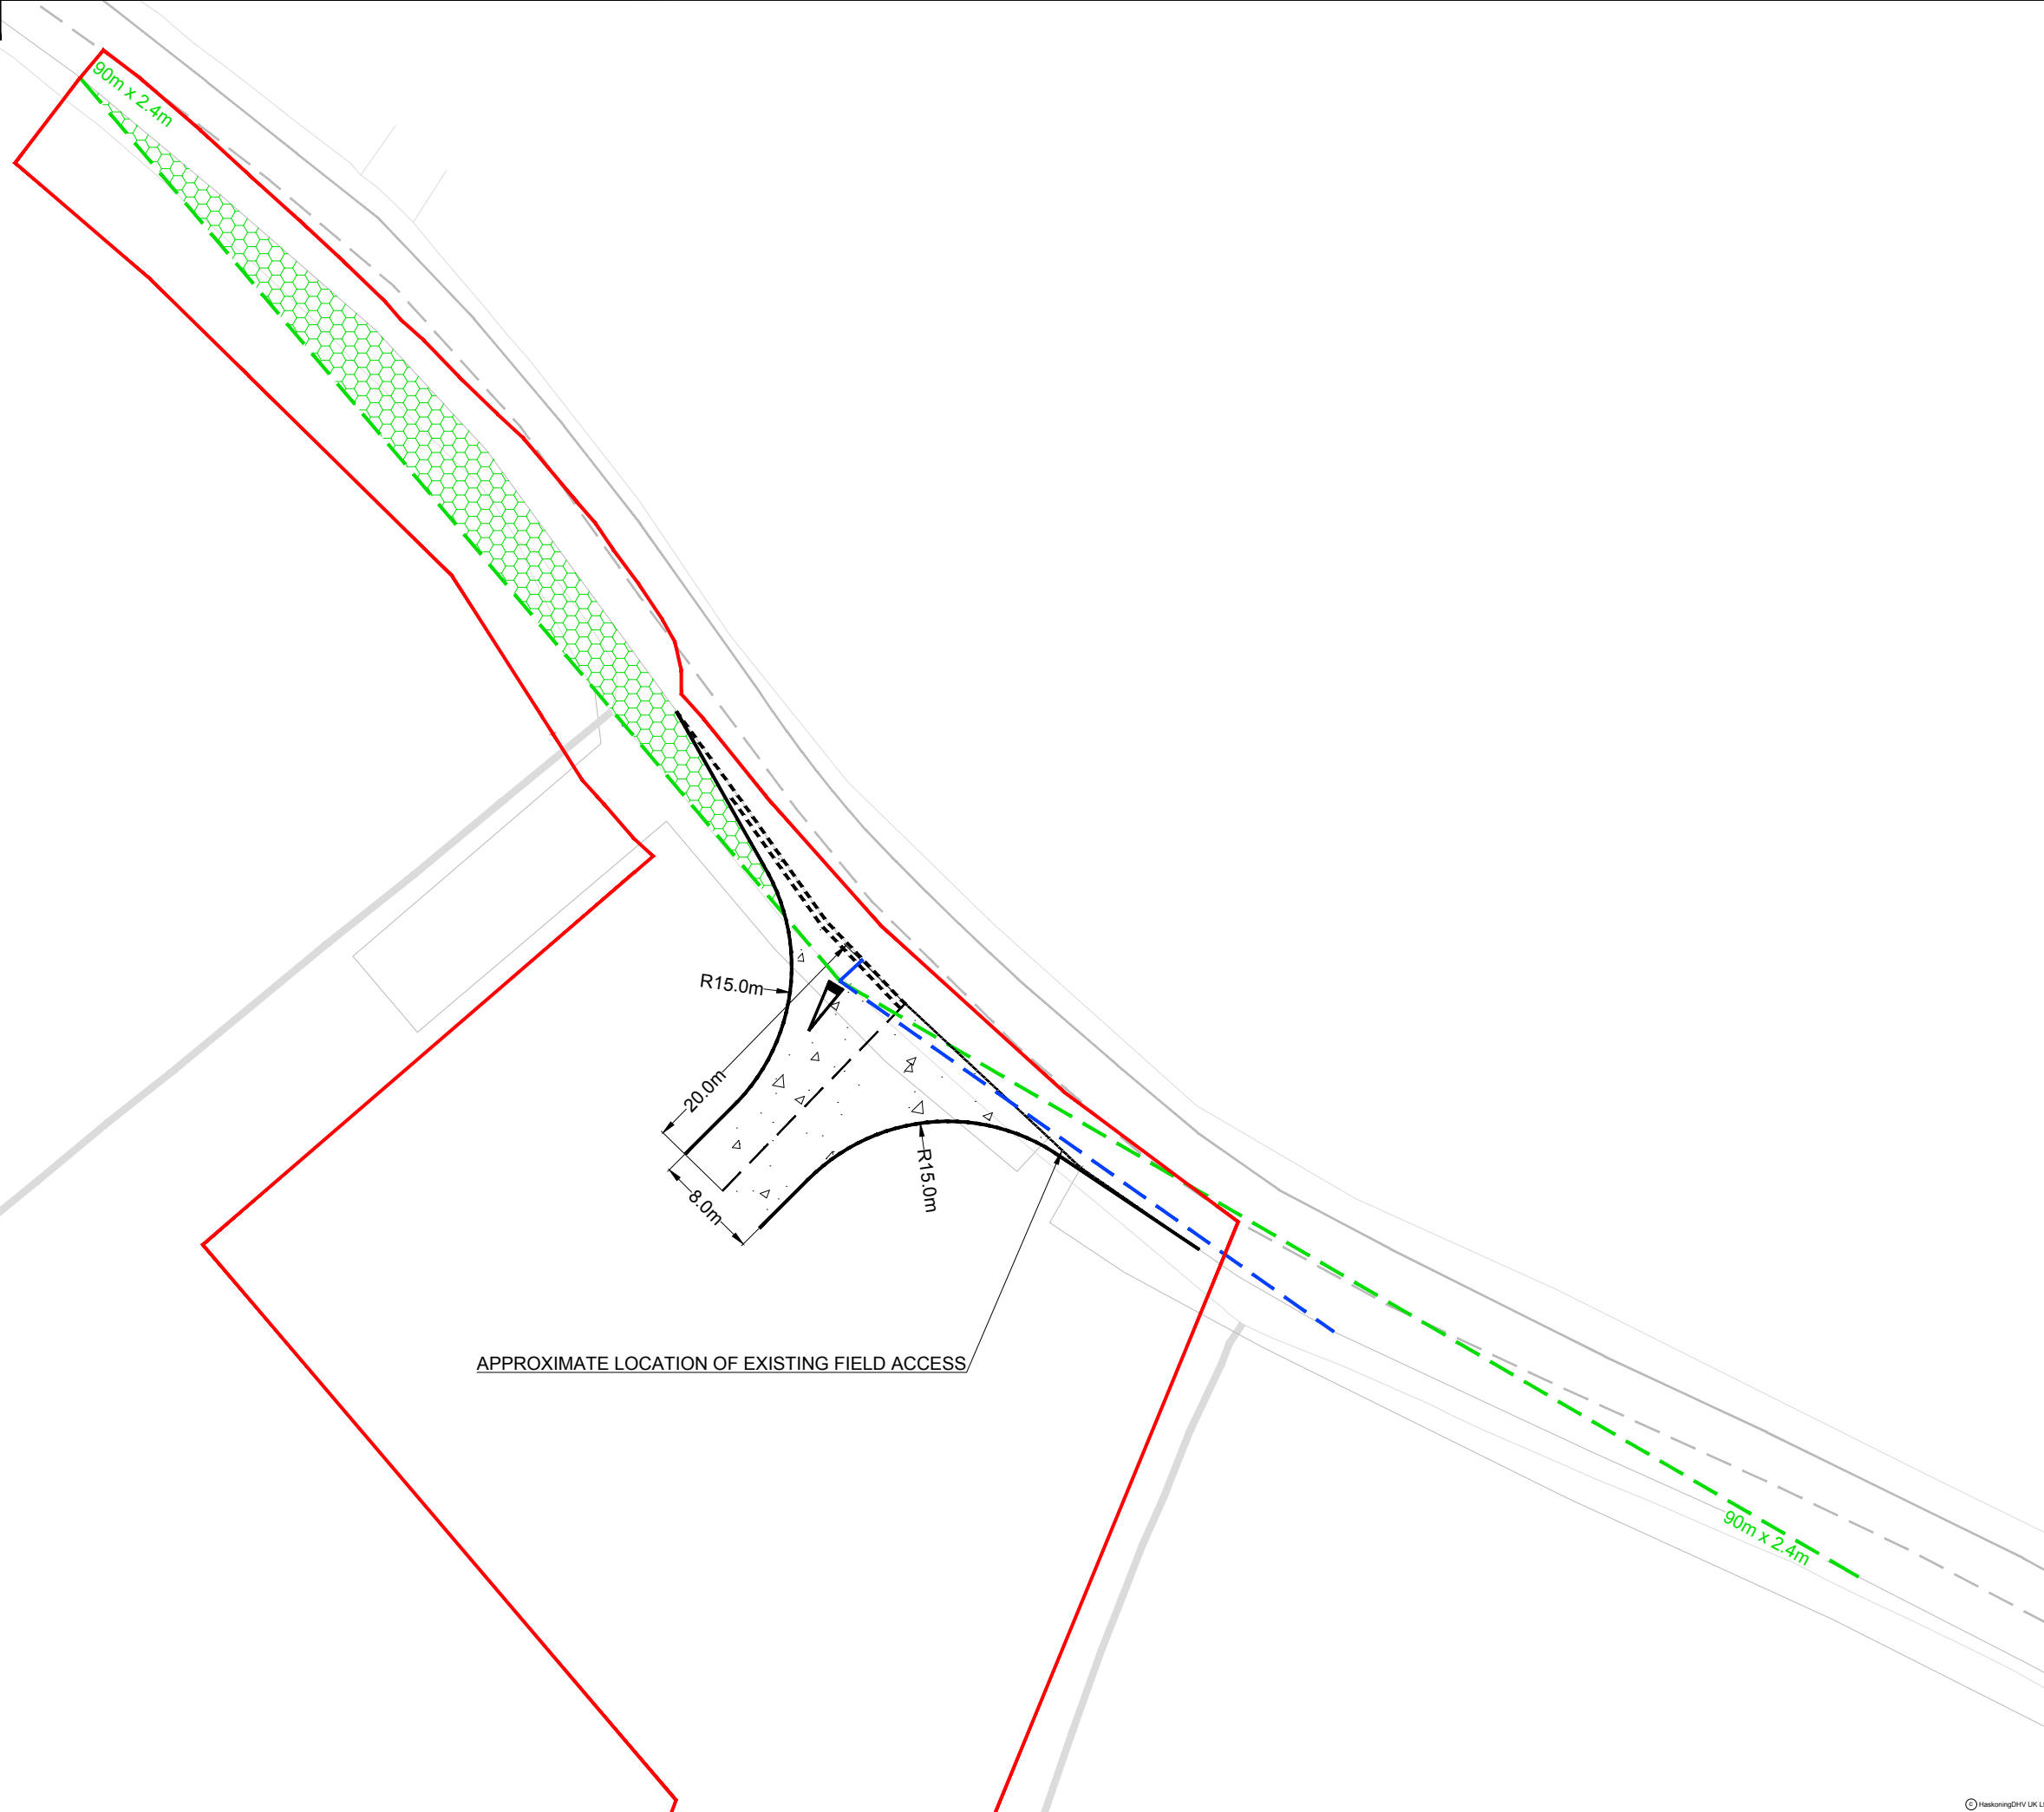 90m x 2.4m
R15.0m
20.0m
8.0m
R15.0m
APPROXIMATE LOCATION OF EXISTING FIELD ACCESS
90m x 2.4m
© HaskoningDHV UK